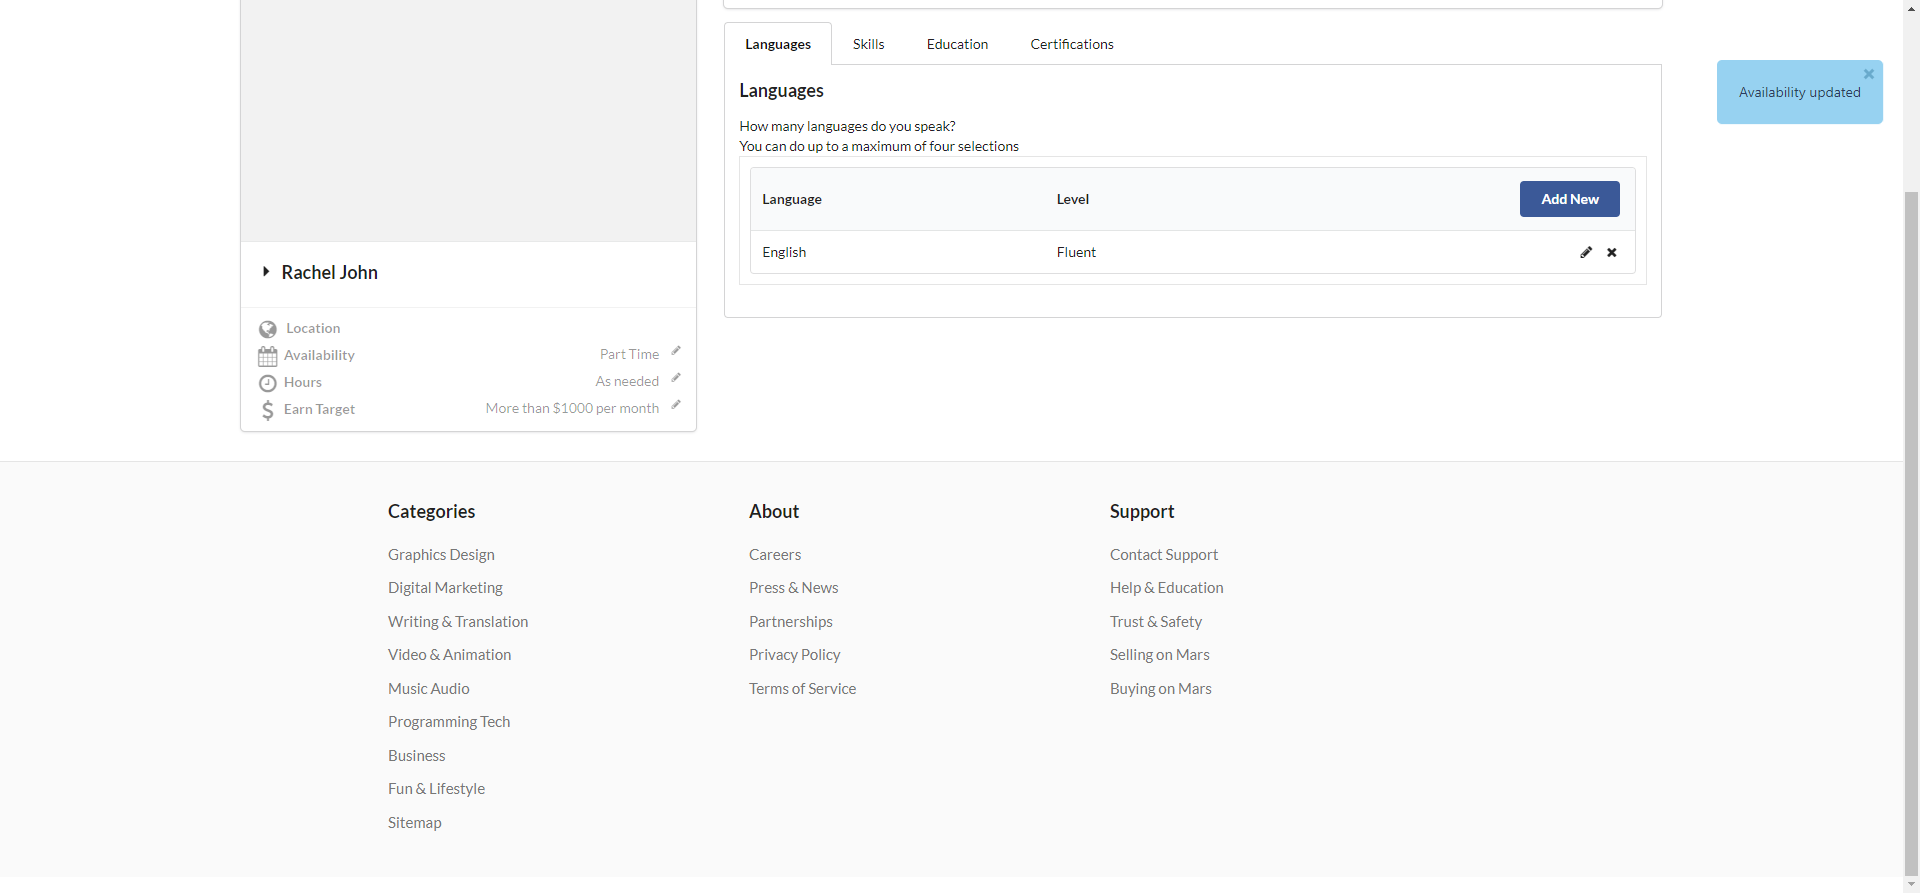 Languages Skills Education Certifications
Languages
How many languages do you speak?
You can do up to a maximum of four selections
Language Level Add New
English Fluent
Availability updated
Rachel John
Location
Availability Part Time
Hours As needed
Earn Target More than $1000 per month
Categories
Graphics Design
Digital Marketing
Writing & Translation
Video & Animation
Music Audio
Programming Tech
Business
Fun & Lifestyle
Sitemap
About
Careers
Press & News
Partnerships
Privacy Policy
Terms of Service
Support
Contact Support
Help & Education
Trust & Safety
Selling on Mars
Buying on Mars